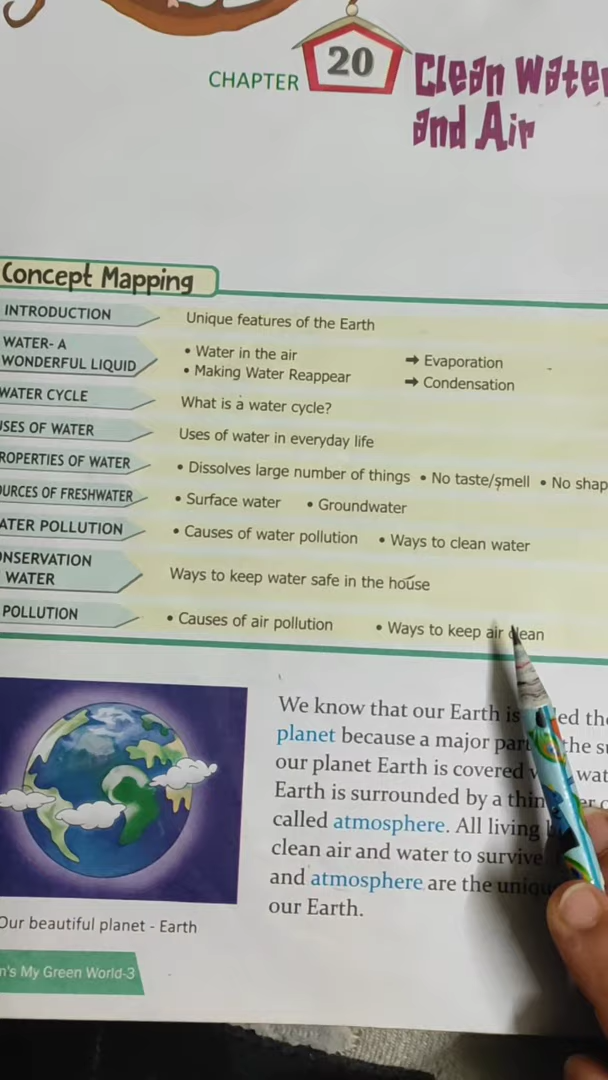 CHAPTER 20 Clean Water
and Air
Concept Mapping
INTRODUCTION Unique features of the Earth
WATER- A WONDERFUL LIQUID • Water in the air ➞ Evaporation
• Making Water Reappear ➞ Condensation
WATER CYCLE What is a water cycle?
USES OF WATER Uses of water in everyday life
ROPERTIES OF WATER • Dissolves large number of things • No taste/smell • No shap
OURCES OF FRESHWATER • Surface water • Groundwater
ATER POLLUTION • Causes of water pollution • Ways to clean water
ONSERVATION
WATER Ways to keep water safe in the house
POLLUTION • Causes of air pollution • Ways to keep air clean
We know that our Earth is ed the
planet because a major part the su
our planet Earth is covered wat
Earth is surrounded by a thin er o
called atmosphere. All living
clean air and water to survive
and atmosphere are the uniqu
our Earth.
Our beautiful planet - Earth
n's My Green World-3